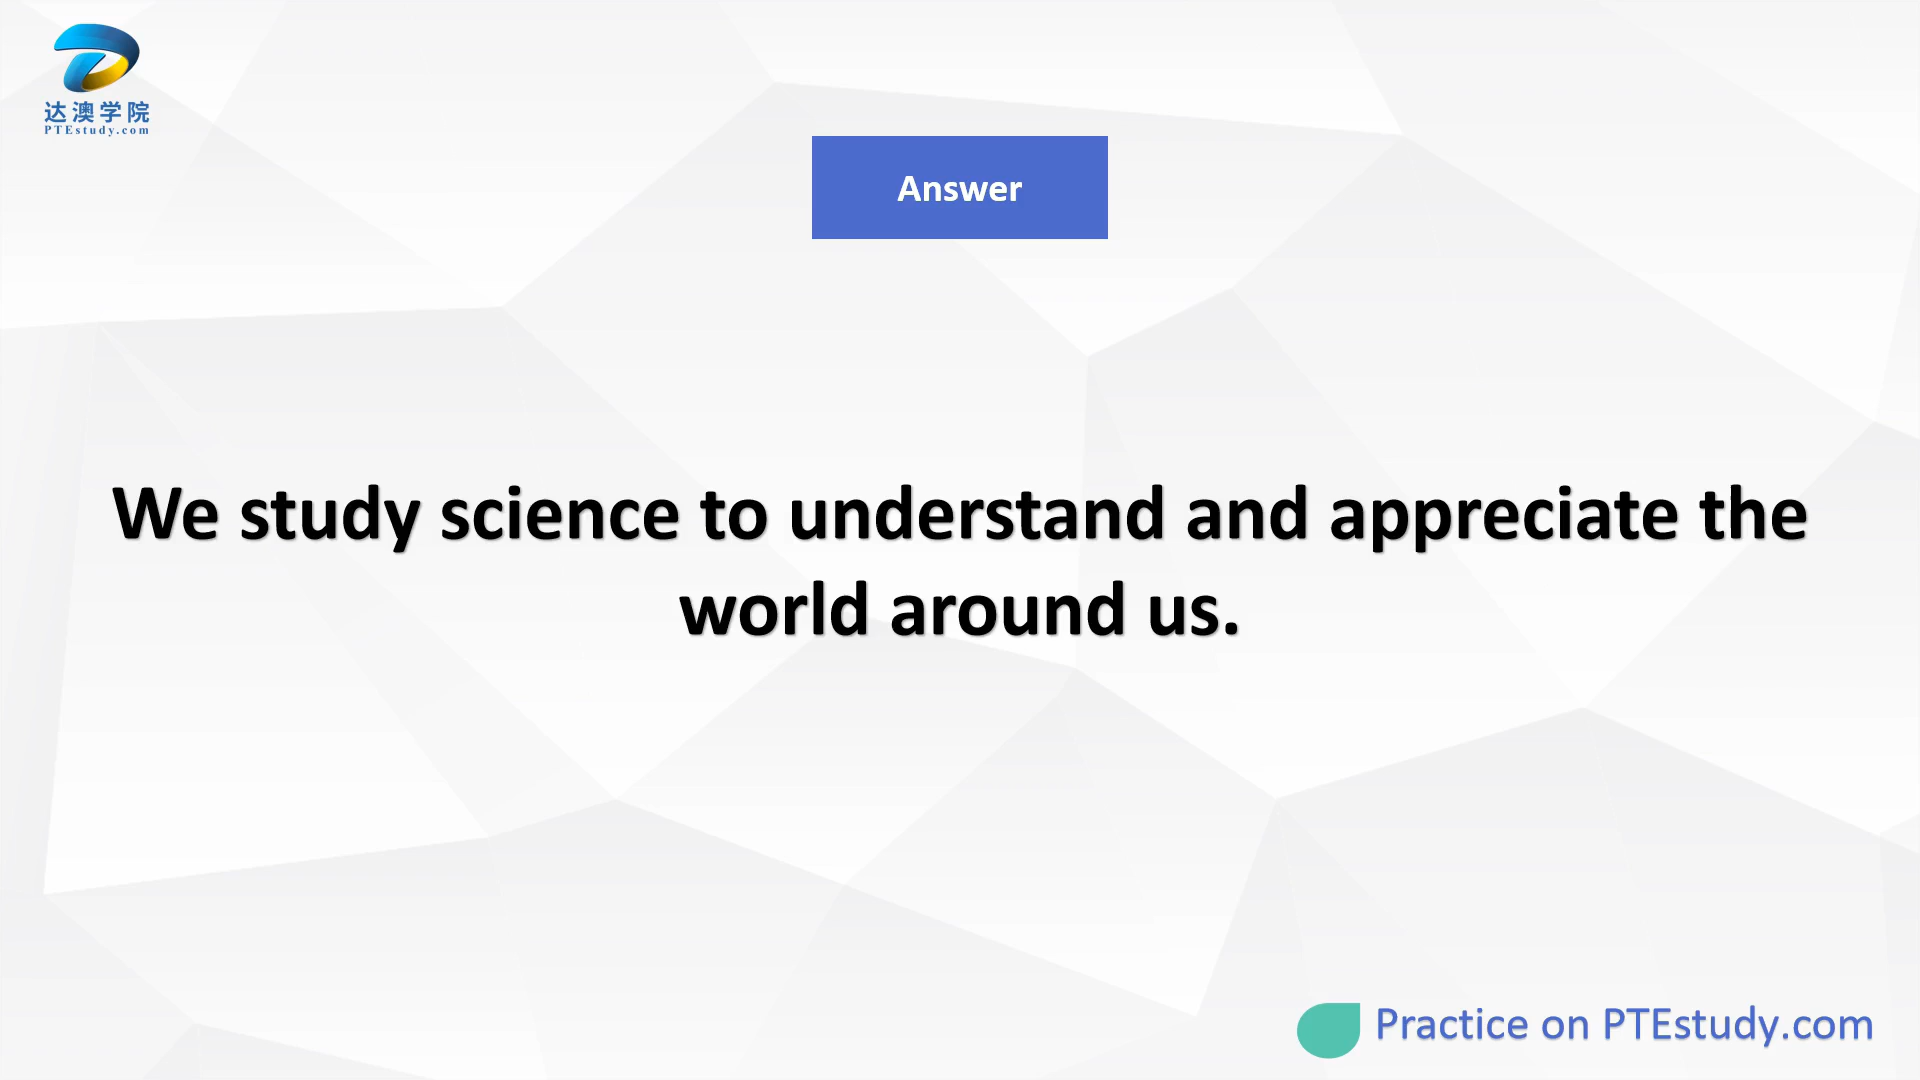 达澳学院
PTEstudy.com
Answer
We study science to understand and appreciate the
world around us.
Practice on PTEstudy.com